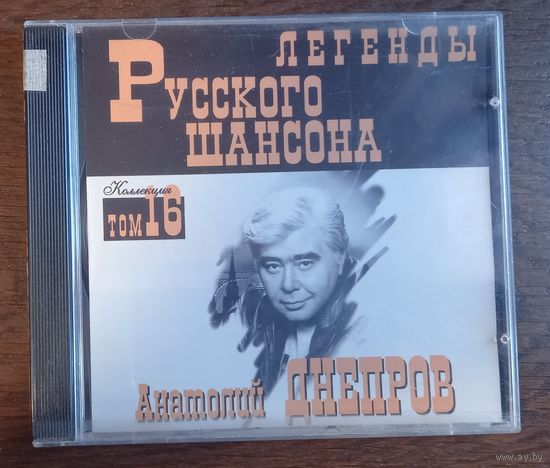 ЛЕГЕНДЫ
РУССКОГО
ШАНСОНА
Коллекция
ТОМ 16
Анатолий ДНЕПРОВ
www.ay.by